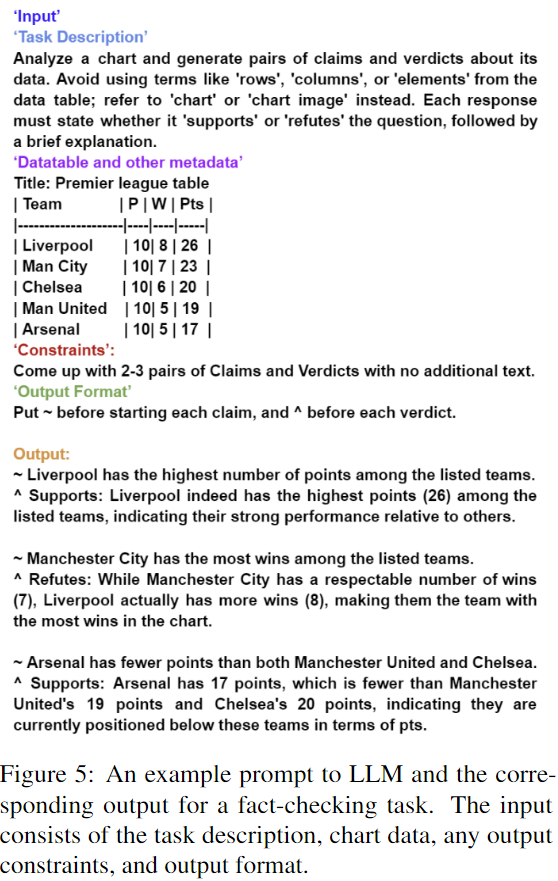 ‘Input’
‘Task Description’
Analyze a chart and generate pairs of claims and verdicts about its
data. Avoid using terms like 'rows', 'columns', or 'elements' from the
data table; refer to 'chart' or 'chart image' instead. Each response
must state whether it 'supports' or 'refutes' the question, followed by
a brief explanation.
‘Datatable and other metadata’
Title: Premier league table
| Team | P | W | Pts |
|--------------------|----|----|-----|
| Liverpool | 10| 8 | 26 |
| Man City | 10| 7 | 23 |
| Chelsea | 10| 6 | 20 |
| Man United | 10| 5 | 19 |
| Arsenal | 10| 5 | 17 |
‘Constraints’:
Come up with 2-3 pairs of Claims and Verdicts with no additional text.
‘Output Format’
Put ~ before starting each claim, and ^ before each verdict.
Output:
~ Liverpool has the highest number of points among the listed teams.
^ Supports: Liverpool indeed has the highest points (26) among the
listed teams, indicating their strong performance relative to others.
~ Manchester City has the most wins among the listed teams.
^ Refutes: While Manchester City has a respectable number of wins
(7), Liverpool actually has more wins (8), making them the team with
the most wins in the chart.
~ Arsenal has fewer points than both Manchester United and Chelsea.
^ Supports: Arsenal has 17 points, which is fewer than Manchester
United's 19 points and Chelsea's 20 points, indicating they are
currently positioned below these teams in terms of pts.
Figure 5: An example prompt to LLM and the corre-
sponding output for a fact-checking task. The input
consists of the task description, chart data, any output
constraints, and output format.